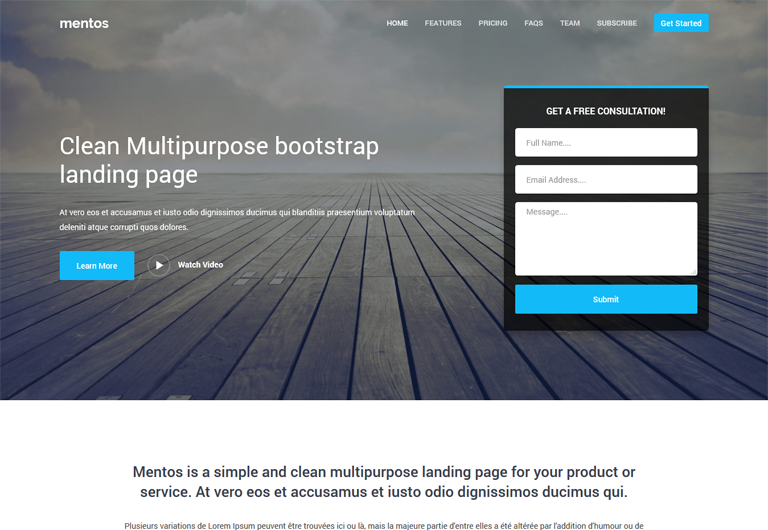 mentos
HOME FEATURES PRICING FAQS TEAM SUBSCRIBE Get Started
Clean Multipurpose bootstrap
landing page
At vero eos et accusamus et iusto odio dignissimos ducimus qui blanditiis praesentium voluptatum
deleniti atque corrupti quos dolores.
Learn More
Watch Video
GET A FREE CONSULTATION!
Full Name....
Email Address....
Message....
Submit
Mentos is a simple and clean multipurpose landing page for your product or
service. At vero eos et accusamus et iusto odio dignissimos ducimus qui.
Plusieurs variations de Lorem Ipsum peuvent être trouvées ici ou là, mais la majeure partie d'entre elles a été altérée par l'addition d'humour ou de